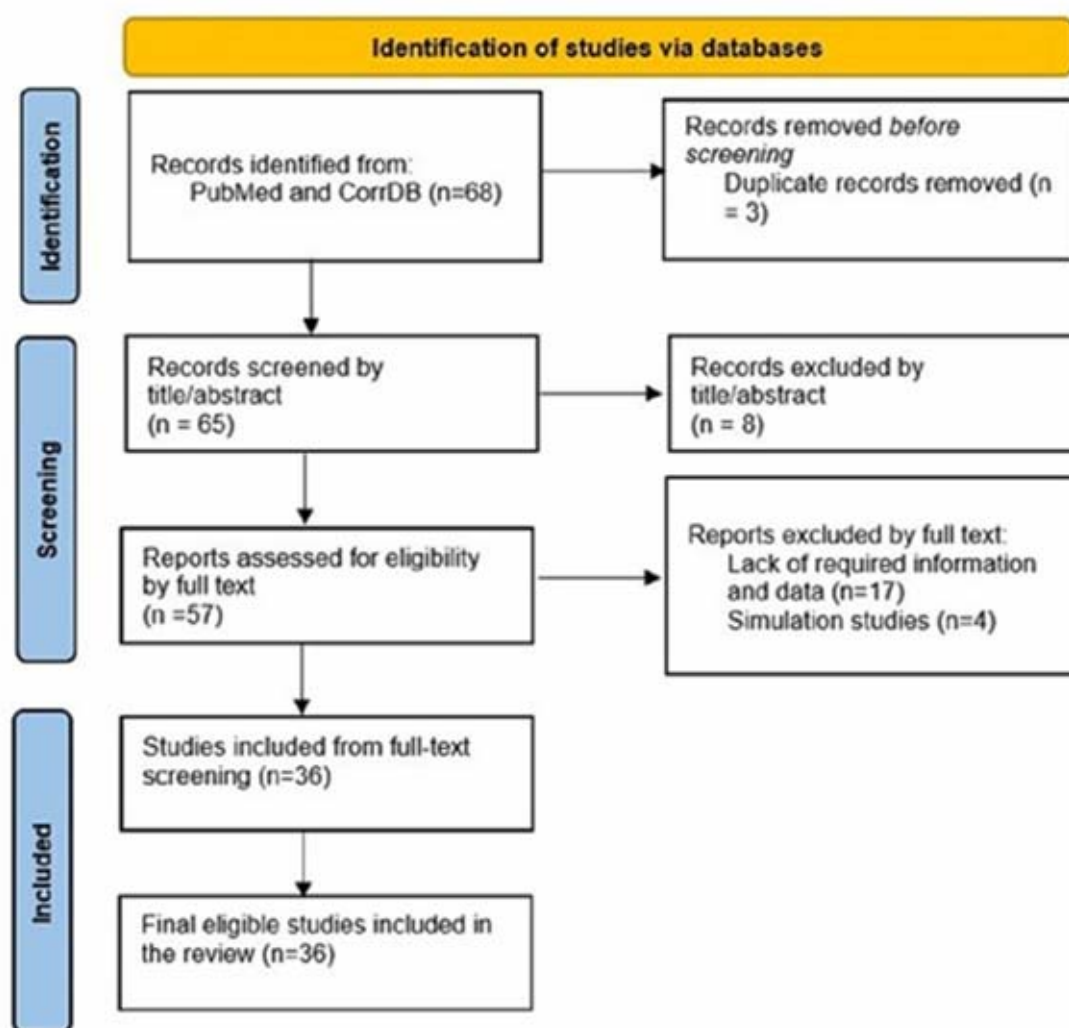 Identification of studies via databases
Identification
Records identified from:
PubMed and CorrDB (n=68)
Records removed before
screening
Duplicate records removed (n
= 3)
Screening
Records screened by
title/abstract
(n = 65)
Records excluded by
title/abstract
(n = 8)
Reports assessed for eligibility
by full text
(n =57)
Reports excluded by full text:
Lack of required information
and data (n=17)
Simulation studies (n=4)
Included
Studies included from full-text
screening (n=36)
Final eligible studies included in
the review (n=36)